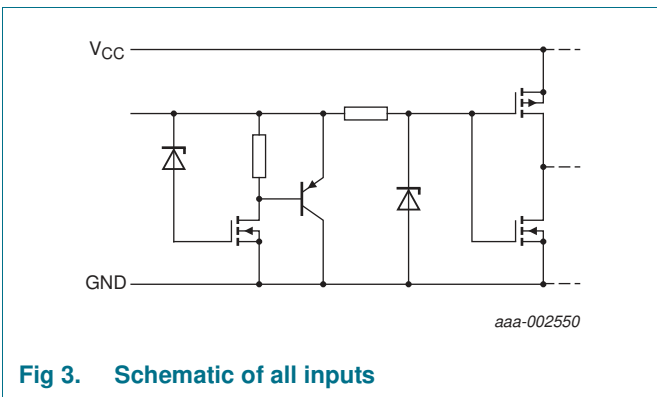 VCC
GND
aaa-002550
Fig 3. Schematic of all inputs